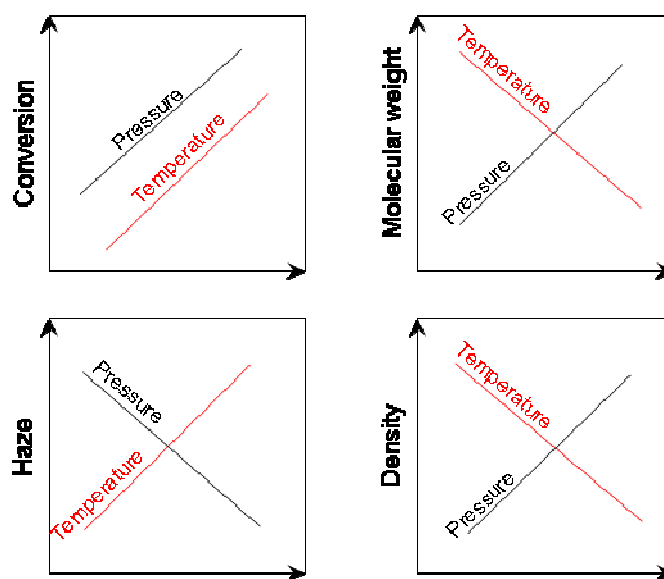 Conversion
Pressure
Temperature
Molecular weight
Temperature
Pressure
Haze
Pressure
Temperature
Density
Temperature
Pressure